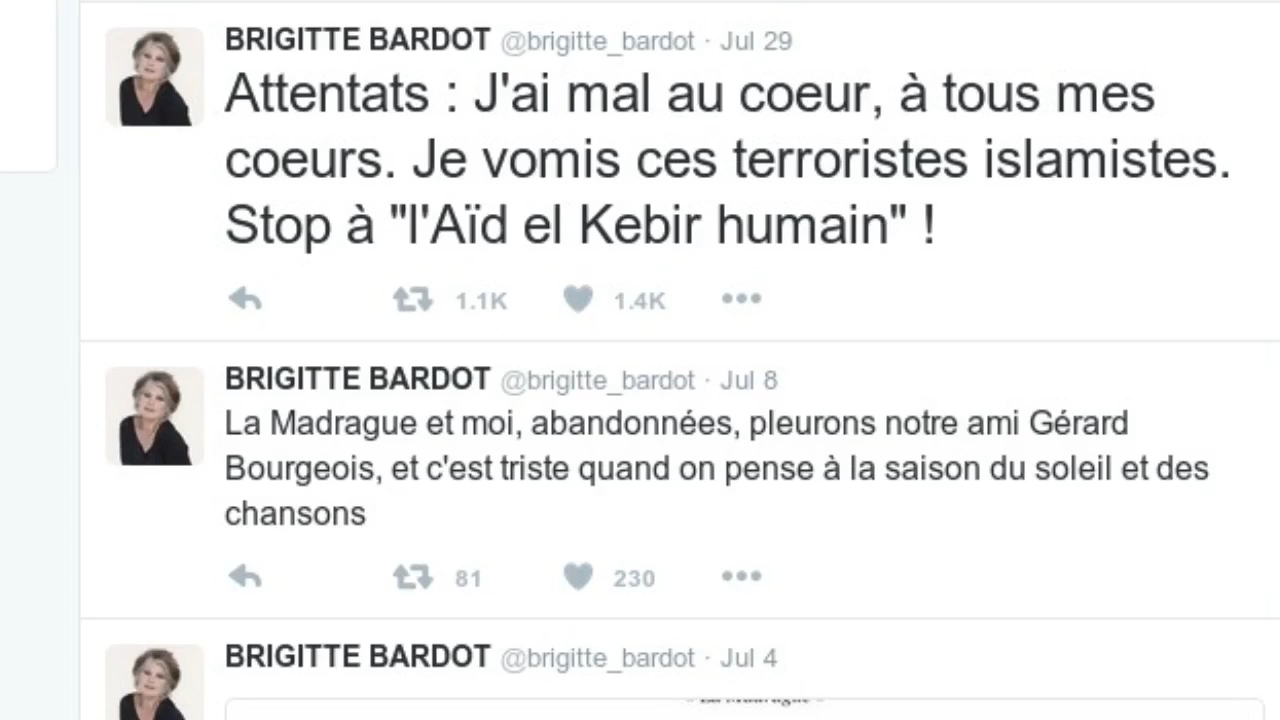 BRIGITTE BARDOT @brigitte_bardot · Jul 29
Attentats : J'ai mal au coeur, à tous mes
coeurs. Je vomis ces terroristes islamistes.
Stop à "l'Aïd el Kebir humain" !
1.1K 1.4K
BRIGITTE BARDOT @brigitte_bardot · Jul 8
La Madrague et moi, abandonnées, pleurons notre ami Gérard
Bourgeois, et c'est triste quand on pense à la saison du soleil et des
chansons
81 230
BRIGITTE BARDOT @brigitte_bardot · Jul 4